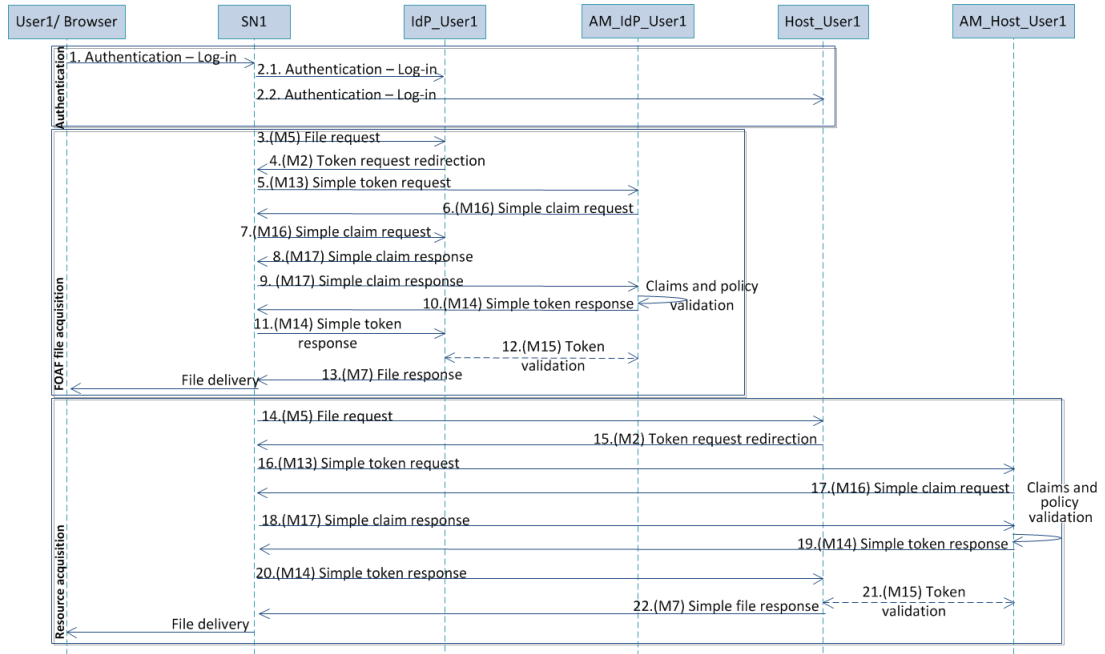 User1/ Browser
SN1
IdP_User1
AM_IdP_User1
Host_User1
AM_Host_User1
Authentication
1. Authentication – Log-in
2.1. Authentication – Log-in
2.2. Authentication – Log-in
FOAF file acquisition
3.(M5) File request
4.(M2) Token request redirection
5.(M13) Simple token request
6.(M16) Simple claim request
7.(M16) Simple claim request
8.(M17) Simple claim response
9. (M17) Simple claim response
Claims and policy
validation
10.(M14) Simple token response
11.(M14) Simple token
response
12.(M15) Token
validation
13.(M7) File response
File delivery
Resource acquisition
14.(M5) File request
15.(M2) Token request redirection
16.(M13) Simple token request
17.(M16) Simple claim request
Claims and
policy
validation
18.(M17) Simple claim response
19.(M14) Simple token response
20.(M14) Simple token response
21.(M15) Token
validation
22.(M7) Simple file response
File delivery